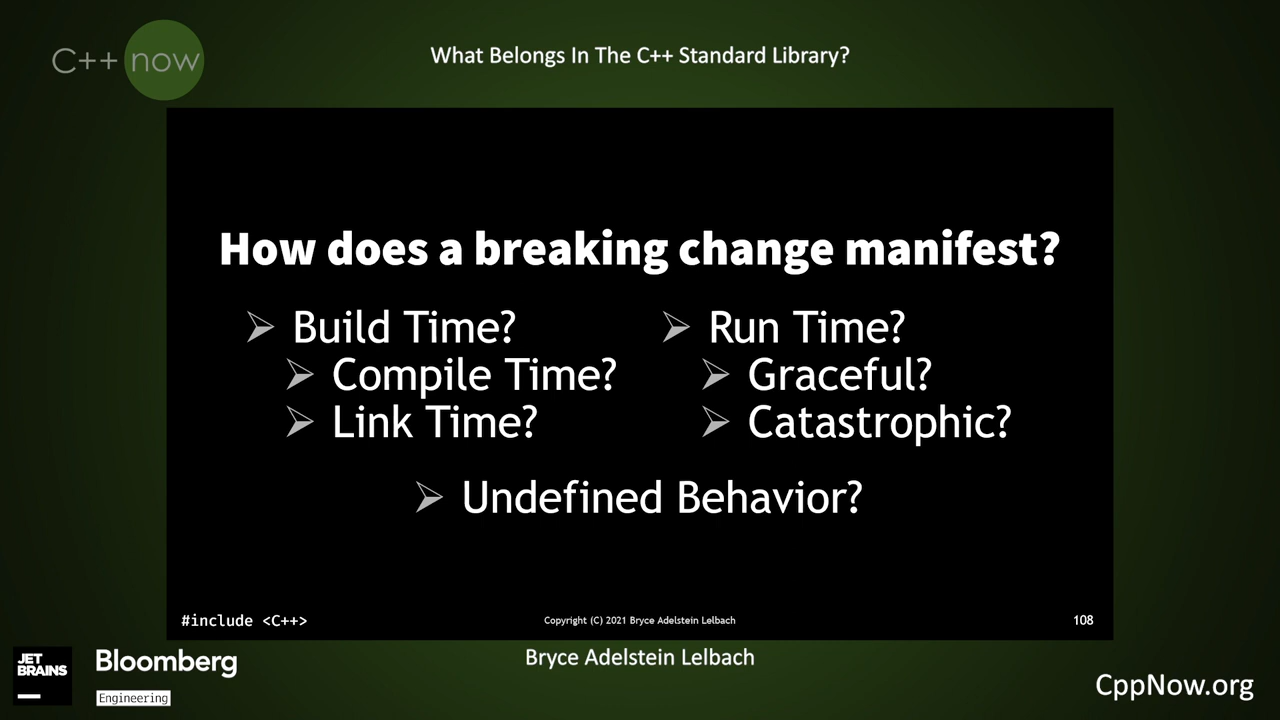 C++ now
What Belongs In The C++ Standard Library?
How does a breaking change manifest?
Build Time?
Compile Time?
Link Time?
Run Time?
Graceful?
Catastrophic?
Undefined Behavior?
#include <C++>
Copyright (C) 2021 Bryce Adelstein Lelbach
108
JET
BRAINS
Bloomberg
Engineering
Bryce Adelstein Lelbach
CppNow.org